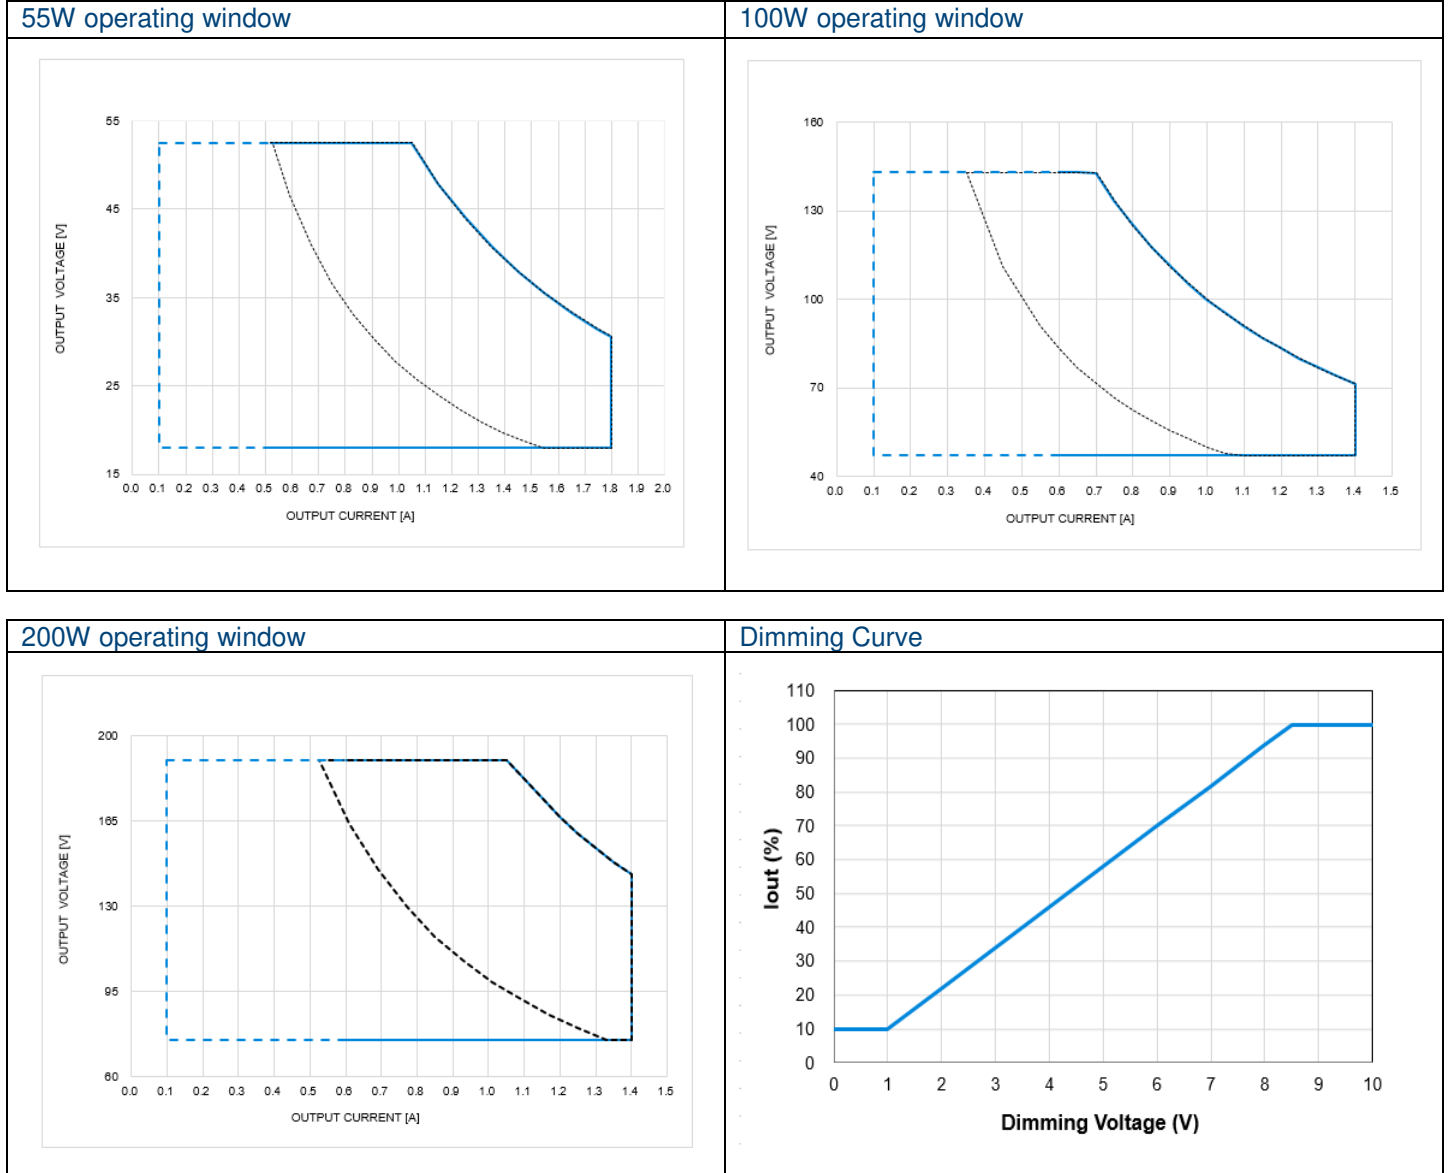 55W operating window
100W operating window
55
45
35
25
15
OUTPUT VOLTAGE [V]
0.0 0.1 0.2 0.3 0.4 0.5 0.6 0.7 0.8 0.9 1.0 1.1 1.2 1.3 1.4 1.5 1.6 1.7 1.8 1.9 2.0
OUTPUT CURRENT [A]
160
130
100
70
40
OUTPUT VOLTAGE [V]
0.0 0.1 0.2 0.3 0.4 0.5 0.6 0.7 0.8 0.9 1.0 1.1 1.2 1.3 1.4 1.5
OUTPUT CURRENT [A]
200W operating window
Dimming Curve
200
165
130
95
60
OUTPUT VOLTAGE [V]
0.0 0.1 0.2 0.3 0.4 0.5 0.6 0.7 0.8 0.9 1.0 1.1 1.2 1.3 1.4 1.5
OUTPUT CURRENT [A]
110
100
90
80
70
60
50
40
30
20
10
0
Iout (%)
0 1 2 3 4 5 6 7 8 9 10
Dimming Voltage (V)